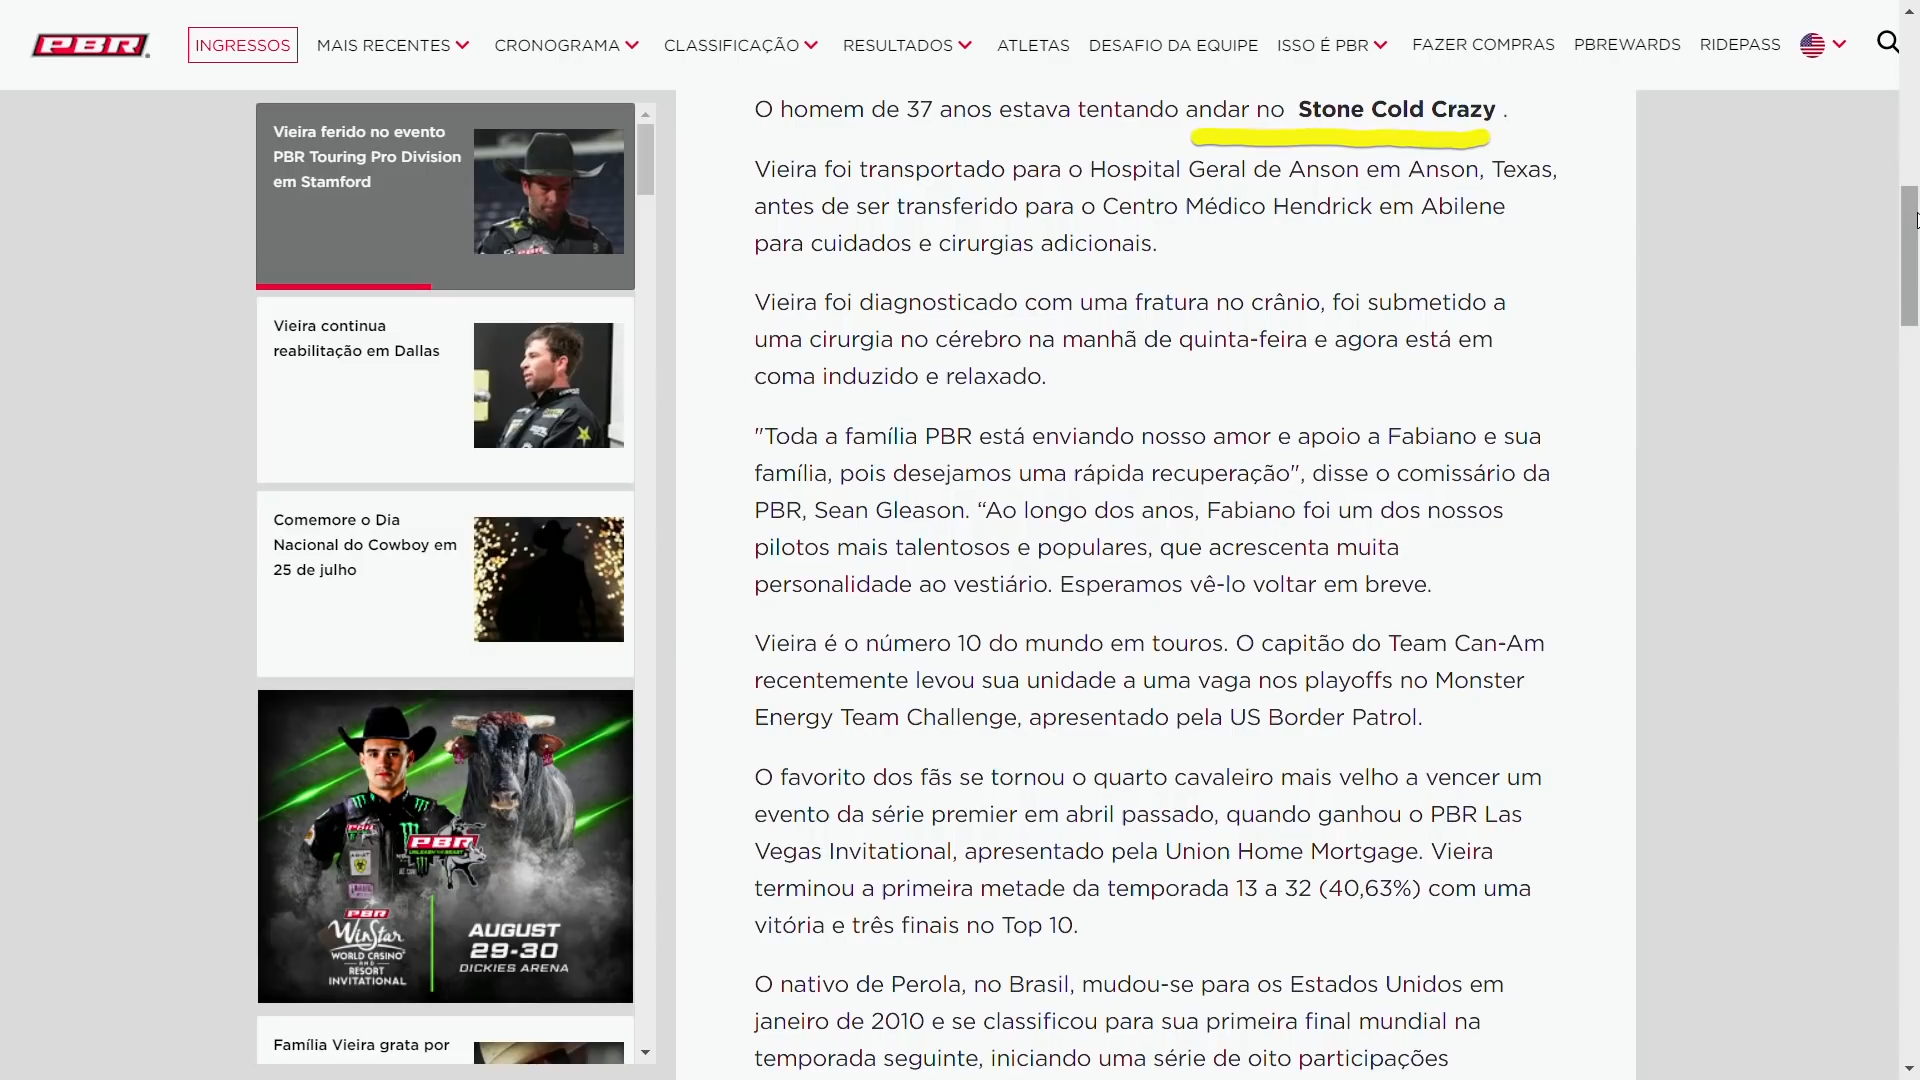 PBR
INGRESSOS
MAIS RECENTES
CRONOGRAMA
CLASSIFICAÇÃO
RESULTADOS
ATLETAS
DESAFIO DA EQUIPE
ISSO É PBR
FAZER COMPRAS
PBREWARDS
RIDEPASS
Vieira ferido no evento
PBR Touring Pro Division
em Stamford
Vieira continua
reabilitação em Dallas
Comemore o Dia
Nacional do Cowboy em
25 de julho
PBR
PBR
WinStar
WORLD CASINO
AND
RESORT
INVITATIONAL
AUGUST
29-30
DICKIES ARENA
Família Vieira grata por
O homem de 37 anos estava tentando andar no Stone Cold Crazy .
Vieira foi transportado para o Hospital Geral de Anson em Anson, Texas,
antes de ser transferido para o Centro Médico Hendrick em Abilene
para cuidados e cirurgias adicionais.
Vieira foi diagnosticado com uma fratura no crânio, foi submetido a
uma cirurgia no cérebro na manhã de quinta-feira e agora está em
coma induzido e relaxado.
"Toda a família PBR está enviando nosso amor e apoio a Fabiano e sua
família, pois desejamos uma rápida recuperação", disse o comissário da
PBR, Sean Gleason. “Ao longo dos anos, Fabiano foi um dos nossos
pilotos mais talentosos e populares, que acrescenta muita
personalidade ao vestiário. Esperamos vê-lo voltar em breve.
Vieira é o número 10 do mundo em touros. O capitão do Team Can-Am
recentemente levou sua unidade a uma vaga nos playoffs no Monster
Energy Team Challenge, apresentado pela US Border Patrol.
O favorito dos fãs se tornou o quarto cavaleiro mais velho a vencer um
evento da série premier em abril passado, quando ganhou o PBR Las
Vegas Invitational, apresentado pela Union Home Mortgage. Vieira
terminou a primeira metade da temporada 13 a 32 (40,63%) com uma
vitória e três finais no Top 10.
O nativo de Perola, no Brasil, mudou-se para os Estados Unidos em
janeiro de 2010 e se classificou para sua primeira final mundial na
temporada seguinte, iniciando uma série de oito participações